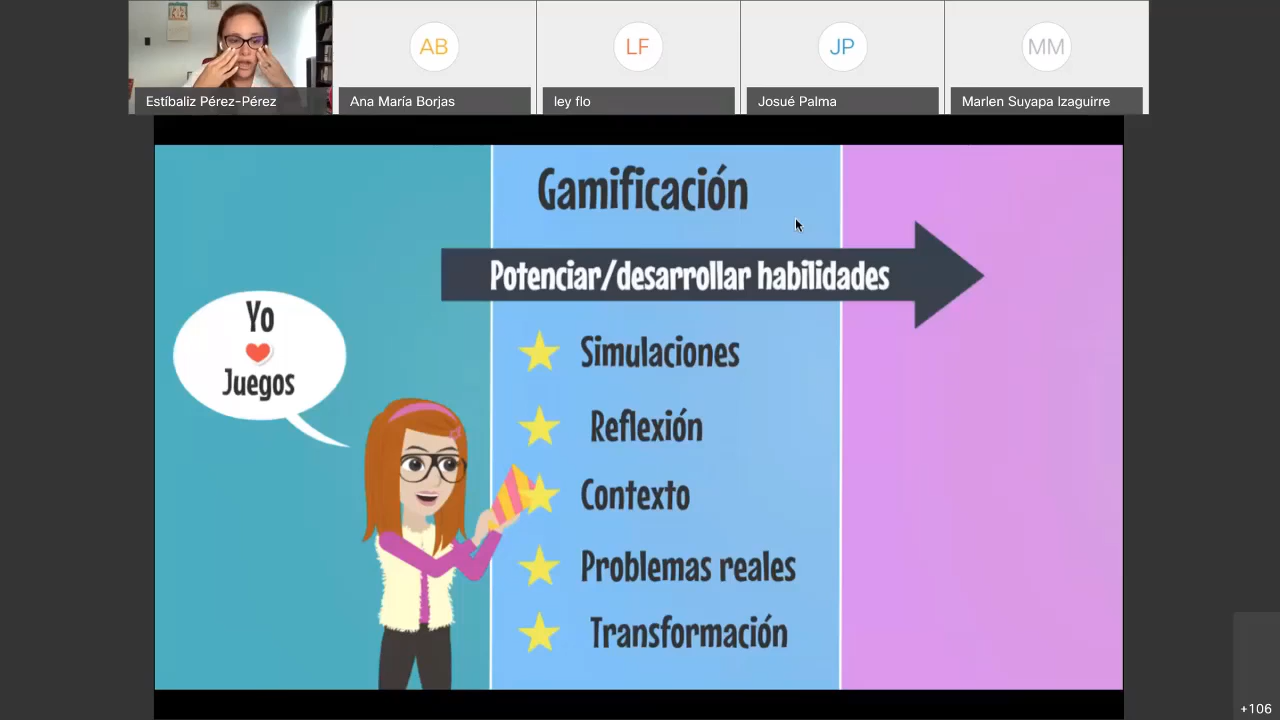 AB
LF
JP
MM
Estíbaliz Pérez-Pérez
Ana María Borjas
ley flo
Josué Palma
Marlen Suyapa Izaguirre
Gamificación
Potenciar/desarrollar habilidades
Yo
Juegos
Simulaciones
Reflexión
Contexto
Problemas reales
Transformación
+106